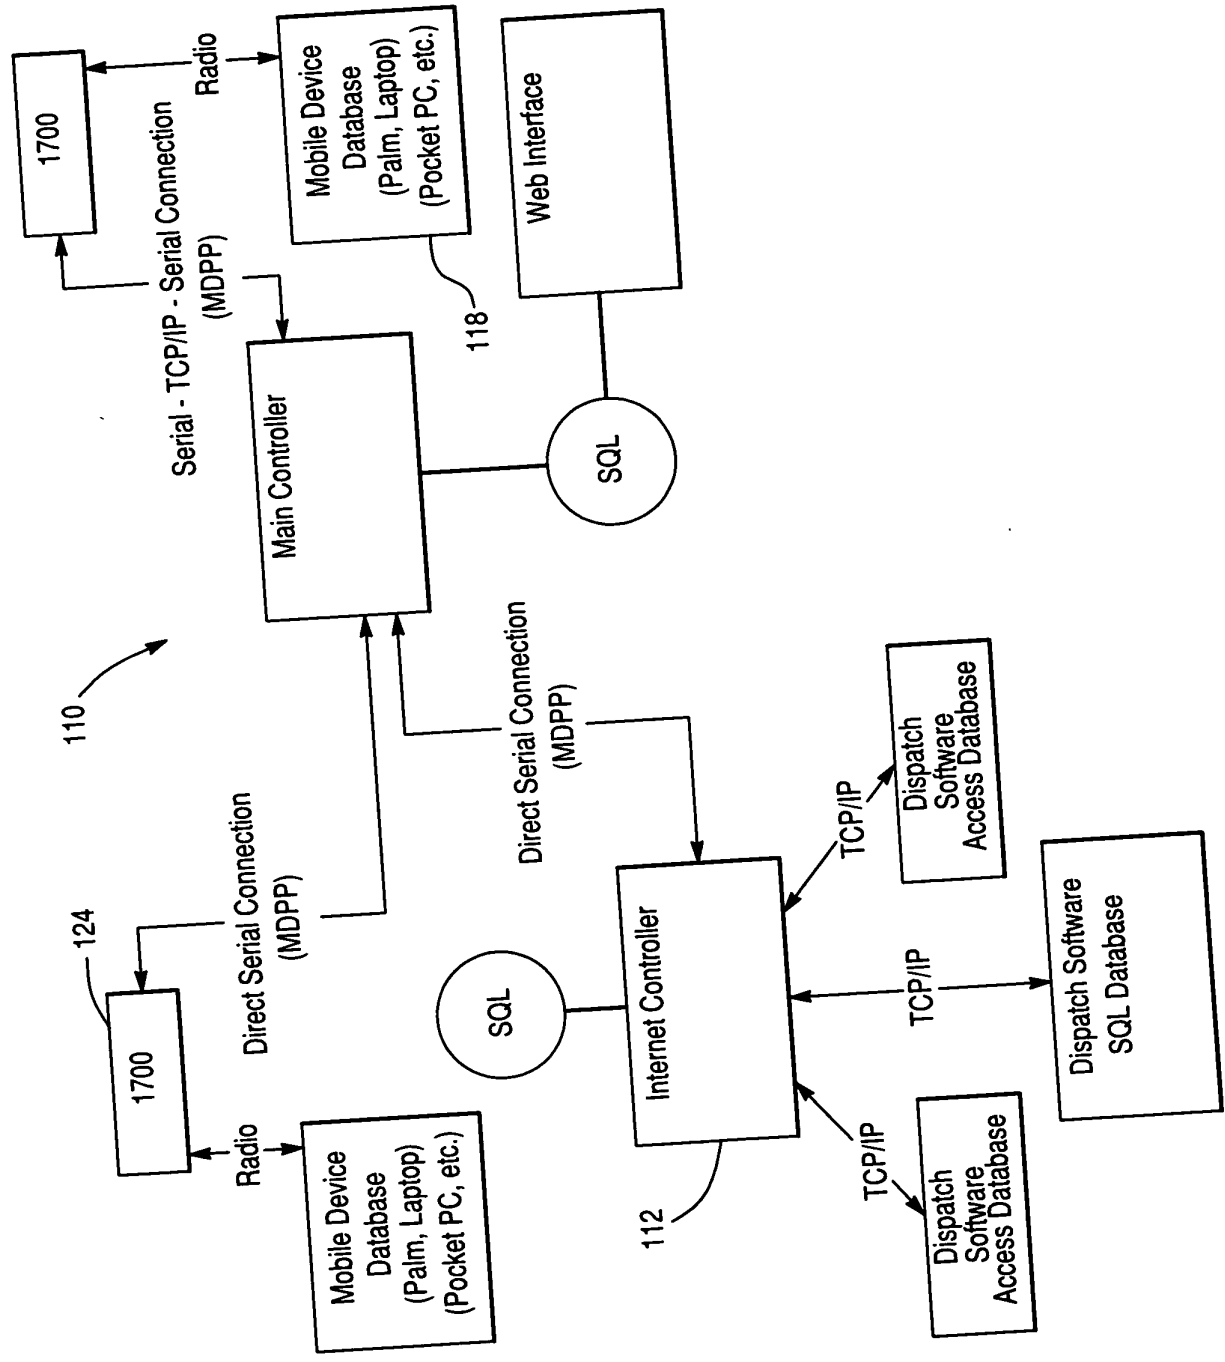 110
124
1700
Radio
Mobile Device
Database
(Palm, Laptop)
(Pocket PC, etc.)
Direct Serial Connection
(MDPP)
Serial - TCP/IP - Serial Connection
(MDPP)
1700
Radio
Mobile Device
Database
(Palm, Laptop)
(Pocket PC, etc.)
118
Main Controller
SQL
Web Interface
Direct Serial Connection
(MDPP)
SQL
Internet Controller
112
TCP/IP
TCP/IP
TCP/IP
Dispatch
Software
Access Database
Dispatch Software
SQL Database
Dispatch
Software
Access Database